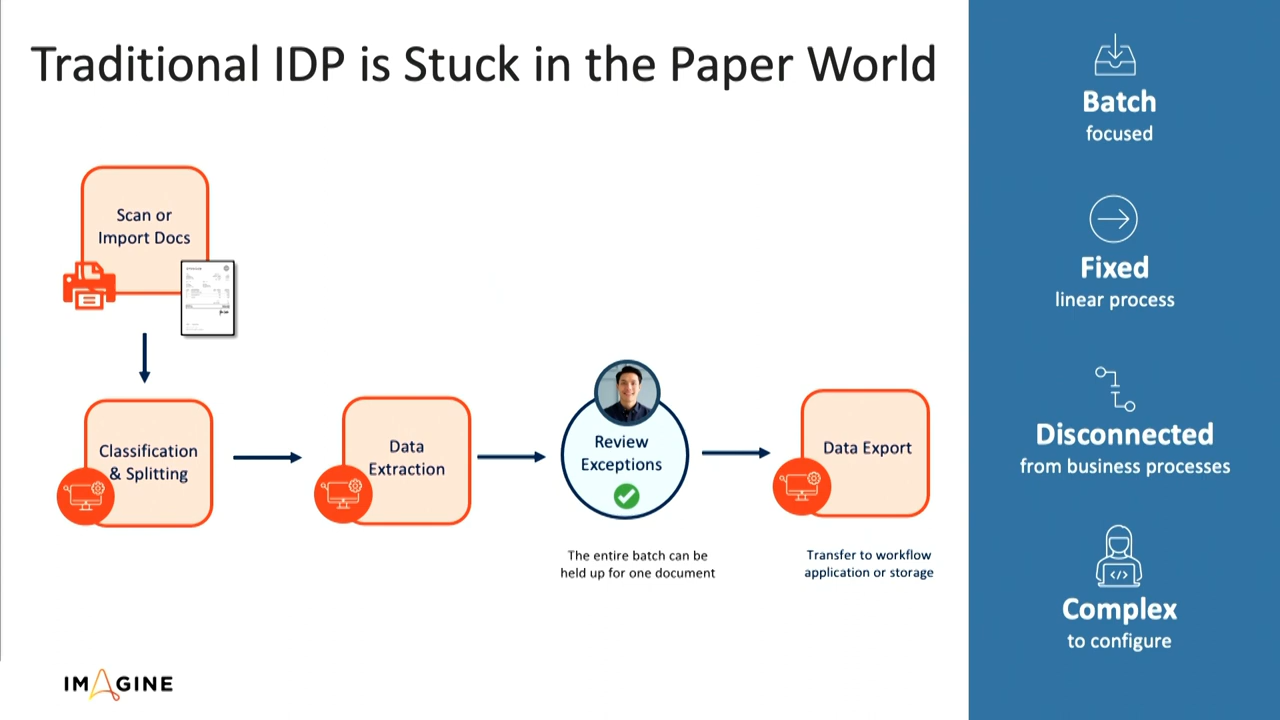 Traditional IDP is Stuck in the Paper World
Scan or
Import Docs
Classification
& Splitting
Data
Extraction
Review
Exceptions
The entire batch can be
held up for one document
Data Export
Transfer to workflow
application or storage
Batch
focused
Fixed
linear process
Disconnected
from business processes
</>
Complex
to configure
IMAGINE